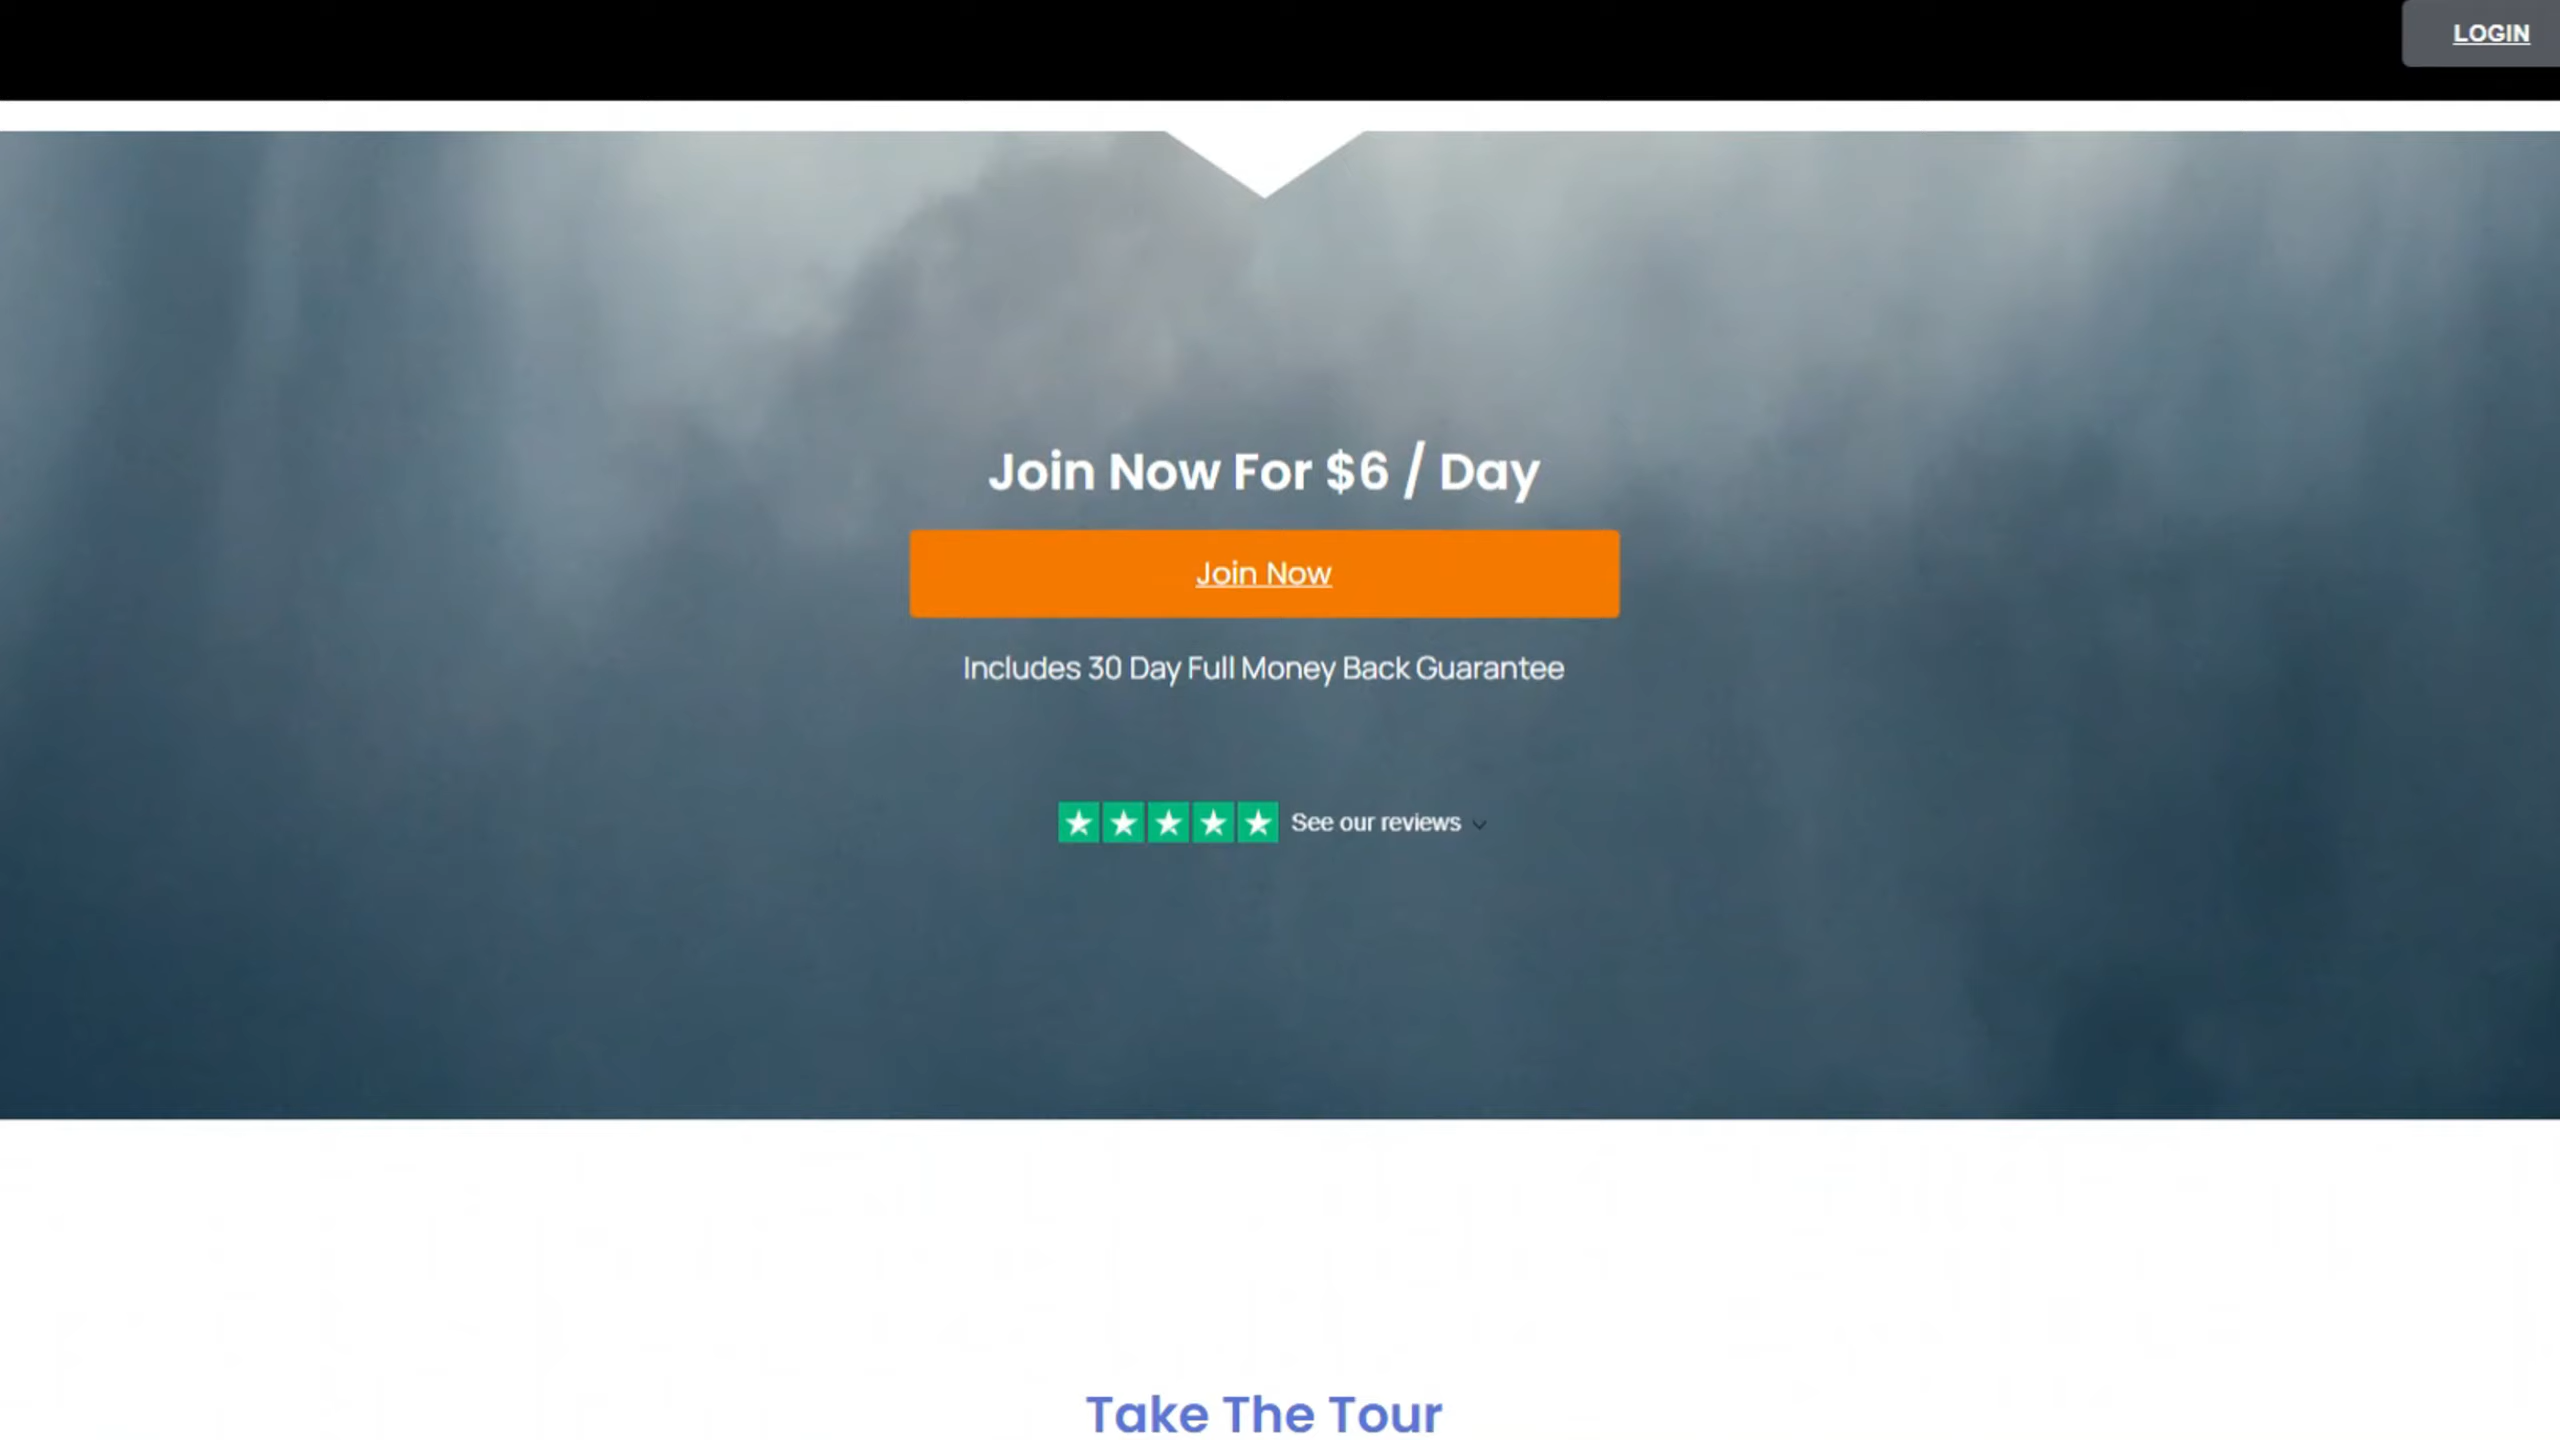 LOGIN
Join Now For $6 / Day
Join Now
Includes 30 Day Full Money Back Guarantee
See our reviews
Take The Tour